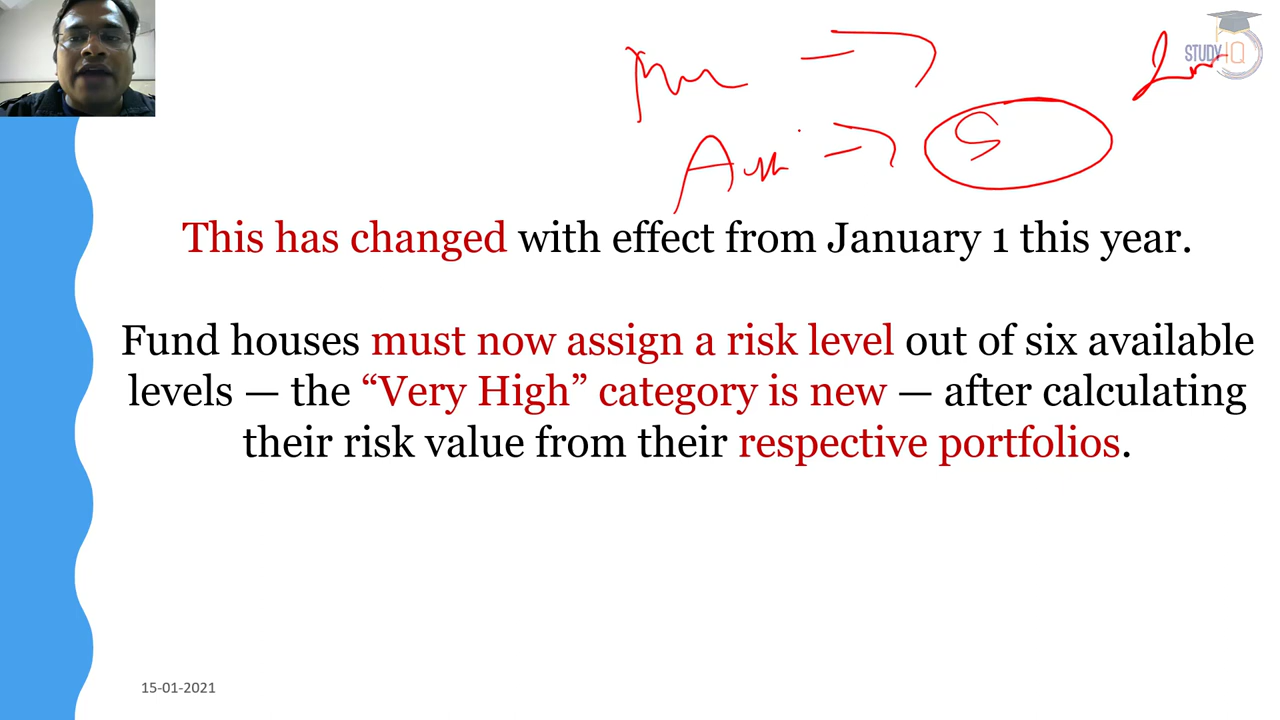 STUDY IQ
This has changed with effect from January 1 this year.
Fund houses must now assign a risk level out of six available
levels — the “Very High” category is new — after calculating
their risk value from their respective portfolios.
15-01-2021